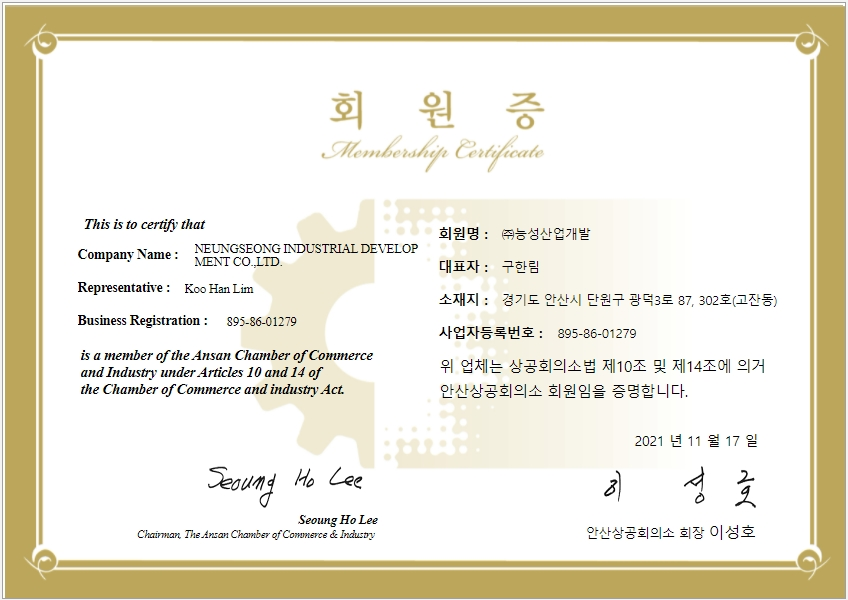 회 원 증
Membership Certificate
This is to certify that
Company Name : NEUNGSEONG INDUSTRIAL DEVELOP
MENT CO.,LTD.
Representative : Koo Han Lim
Business Registration : 895-86-01279
is a member of the Ansan Chamber of Commerce
and Industry under Articles 10 and 14 of
the Chamber of Commerce and industry Act.
Seoung Ho Lee
Seoung Ho Lee
Chairman, The Ansan Chamber of Commerce & Industry
회원명 : ㈜능성산업개발
대표자 : 구한림
소재지 : 경기도 안산시 단원구 광덕3로 87, 302호(고잔동)
사업자등록번호 : 895-86-01279
위 업체는 상공회의소법 제10조 및 제14조에 의거
안산상공회의소 회원임을 증명합니다.
2021 년 11 월 17 일
이 성 호
안산상공회의소 회장 이성호